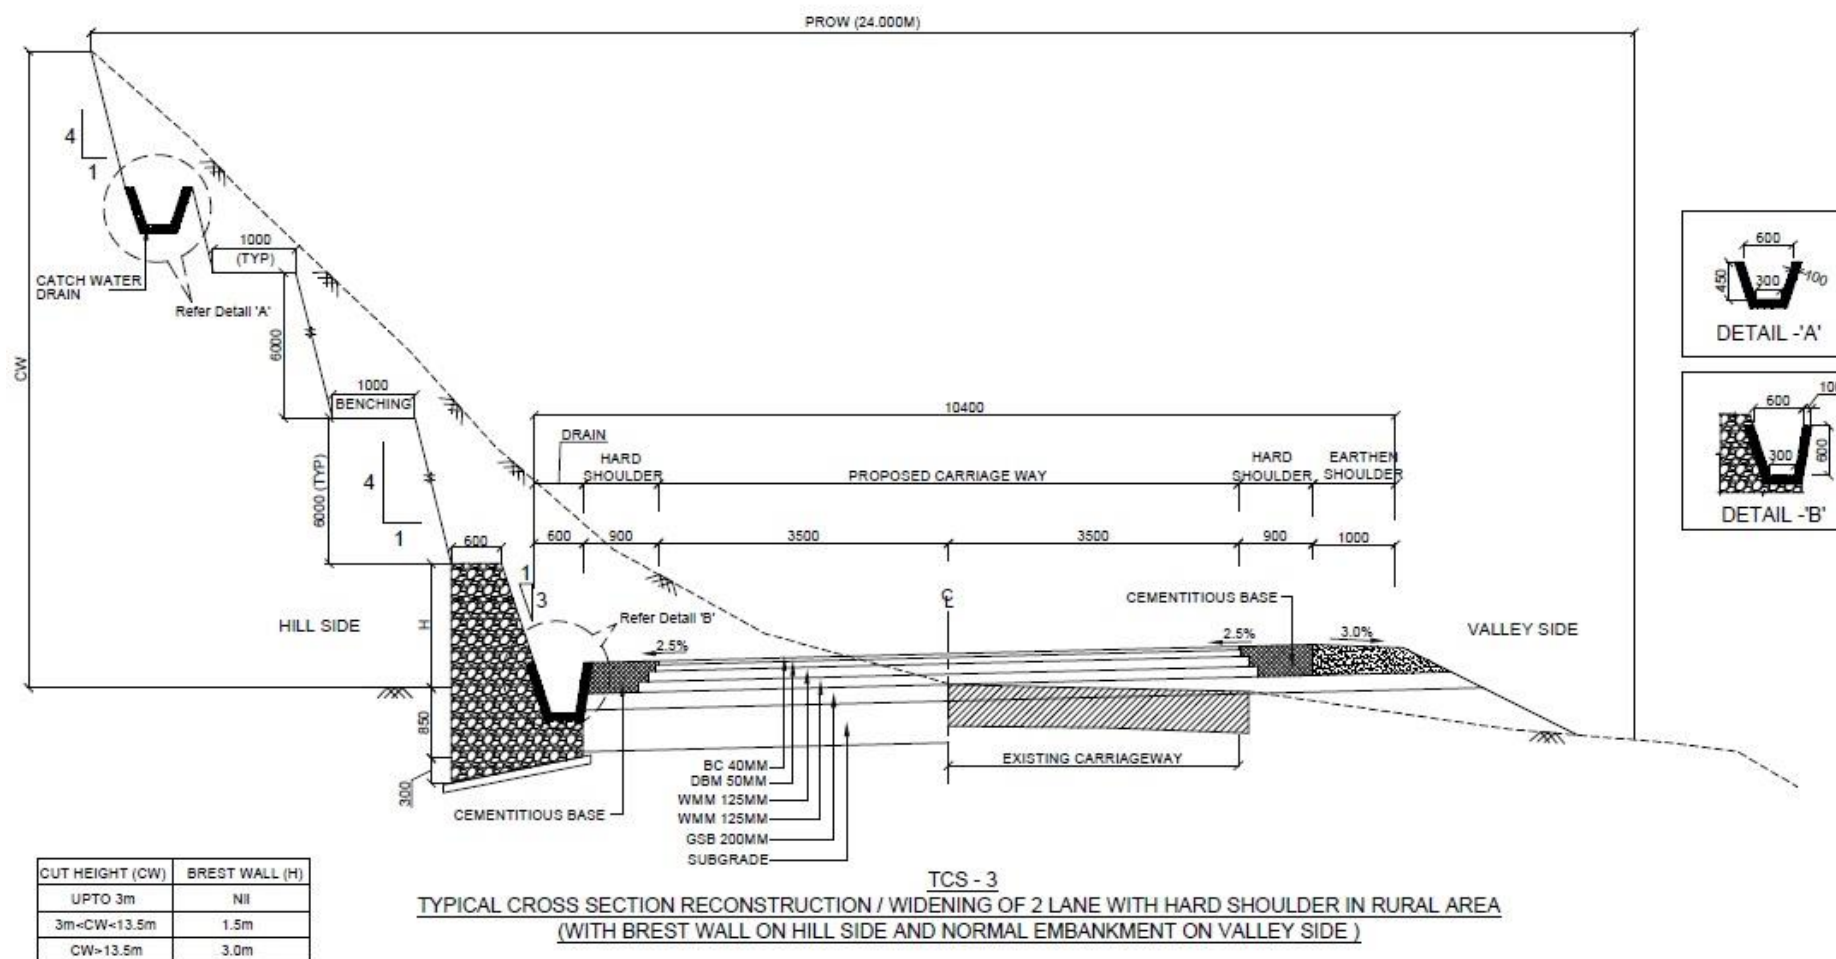 PROW (24.000M)
4
1
1000
(TYP)
CATCH WATER
DRAIN
Refer Detail 'A'
CW
6000
1000
BENCHING
6000 (TYP)
4
1
10400
DRAIN
HARD
SHOULDER
PROPOSED CARRIAGE WAY
HARD
SHOULDER
EARTHEN
SHOULDER
600
600
900
3500
3500
900
1000
1
3
HILL SIDE
H
Refer Detail 'B'
2.5%
CL
CEMENTITIOUS BASE
2.5%
3.0%
VALLEY SIDE
850
300
CEMENTITIOUS BASE
BC 40MM
DBM 50MM
WMM 125MM
WMM 125MM
GSB 200MM
SUBGRADE
EXISTING CARRIAGEWAY
600
450
300
100
DETAIL -'A'
600
300
600
DETAIL -'B'
CUT HEIGHT (CW) BREST WALL (H)
UPTO 3m Nil
3m<CW<13.5m 1.5m
CW>13.5m 3.0m
TCS - 3
TYPICAL CROSS SECTION RECONSTRUCTION / WIDENING OF 2 LANE WITH HARD SHOULDER IN RURAL AREA
(WITH BREST WALL ON HILL SIDE AND NORMAL EMBANKMENT ON VALLEY SIDE )